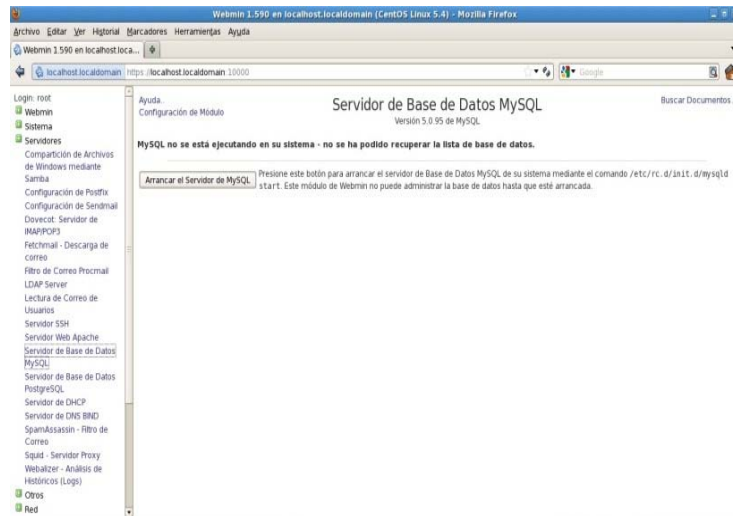 Webmin 1.590 en localhost.localdomain (CentOS Linux 5.4) - Mozilla Firefox
Archivo Editar Ver Historial Marcadores Herramientas Ayuda
Webmin 1.590 en localhost.loca...
localhost.localdomain https://localhost.localdomain:10000
Google
Login: root
Webmin
Sistema
Servidores
Compartición de Archivos
de Windows mediante
Samba
Configuración de Postfix
Configuración de Sendmail
Dovecot: Servidor de
IMAP/POP3
Fetchmail - Descarga de
correo
Filtro de Correo Procmail
LDAP Server
Lectura de Correo de
Usuarios
Servidor SSH
Servidor Web Apache
Servidor de Base de Datos
MySQL
Servidor de Base de Datos
PostgreSQL
Servidor de DHCP
Servidor de DNS BIND
SpamAssassin - Filtro de
Correo
Squid - Servidor Proxy
Webalizer - Análisis de
Históricos (Logs)
Otros
Red
Ayuda..
Configuración de Módulo
Servidor de Base de Datos MySQL
Versión 5.0.95 de MySQL
Buscar Documentos
MySQL no se está ejecutando en su sistema - no se ha podido recuperar la lista de base de datos.
Arrancar el Servidor de MySQL
Presione este botón para arrancar el servidor de Base de Datos MySQL de su sistema mediante el comando /etc/rc.d/init.d/mysqld
start. Este módulo de Webmin no puede administrar la base de datos hasta que esté arrancada.